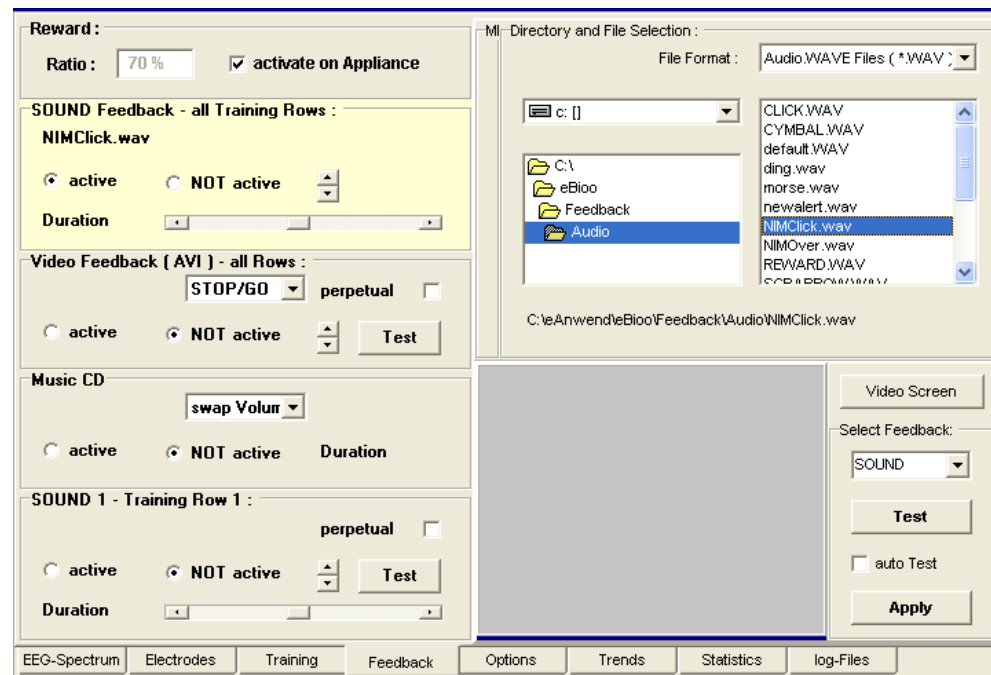 Reward :
Ratio : 70 % activate on Appliance
SOUND Feedback - all Training Rows :
NIMClick.wav
active NOT active
Duration
Video Feedback ( AVI ) - all Rows :
STOP/GO perpetual
active NOT active Test
Music CD
swap Volum
active NOT active Duration
SOUND 1 - Training Row 1 :
perpetual
active NOT active Test
Duration
MI
Directory and File Selection :
File Format : Audio.WAVE Files ( *.WAV )
c: []
C:\
eBioo
Feedback
Audio
CLICK.WAV
CYMBAL.WAV
default.WAV
ding.wav
morse.wav
newalert.wav
NIMClick.wav
NIMOver.wav
REWARD.WAV
C:\eAnwend\eBioo\Feedback\Audio\NIMClick.wav
Video Screen
Select Feedback:
SOUND
Test
auto Test
Apply
EEG-Spectrum Electrodes Training Feedback Options Trends Statistics log-Files